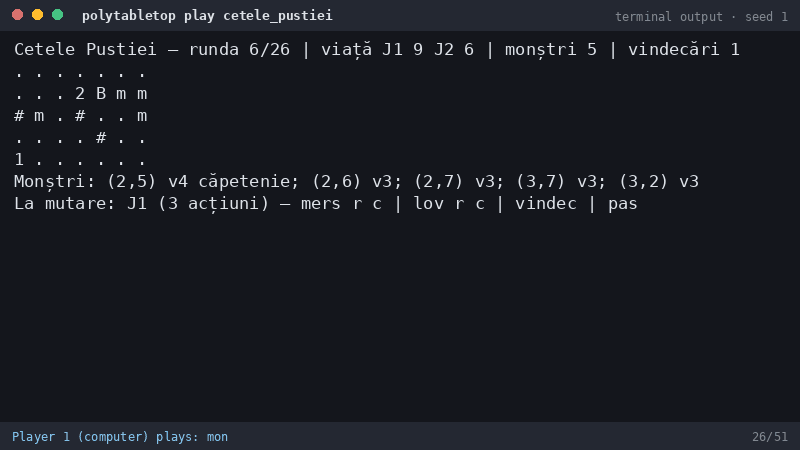 polytabletop play cetele_pustiei
terminal output · seed 1
Cetele Pustiei — runda 6/26 | viață J1 9 J2 6 | monștri 5 | vindecări 1
. . . . . . .
. . . 2 B m m
# m . # . . m
. . . . # . .
1 . . . . . .
Monștri: (2,5) v4 căpetenie; (2,6) v3; (2,7) v3; (3,7) v3; (3,2) v3
La mutare: J1 (3 acțiuni) — mers r c | lov r c | vindec | pas
Player 1 (computer) plays: mon
26/51